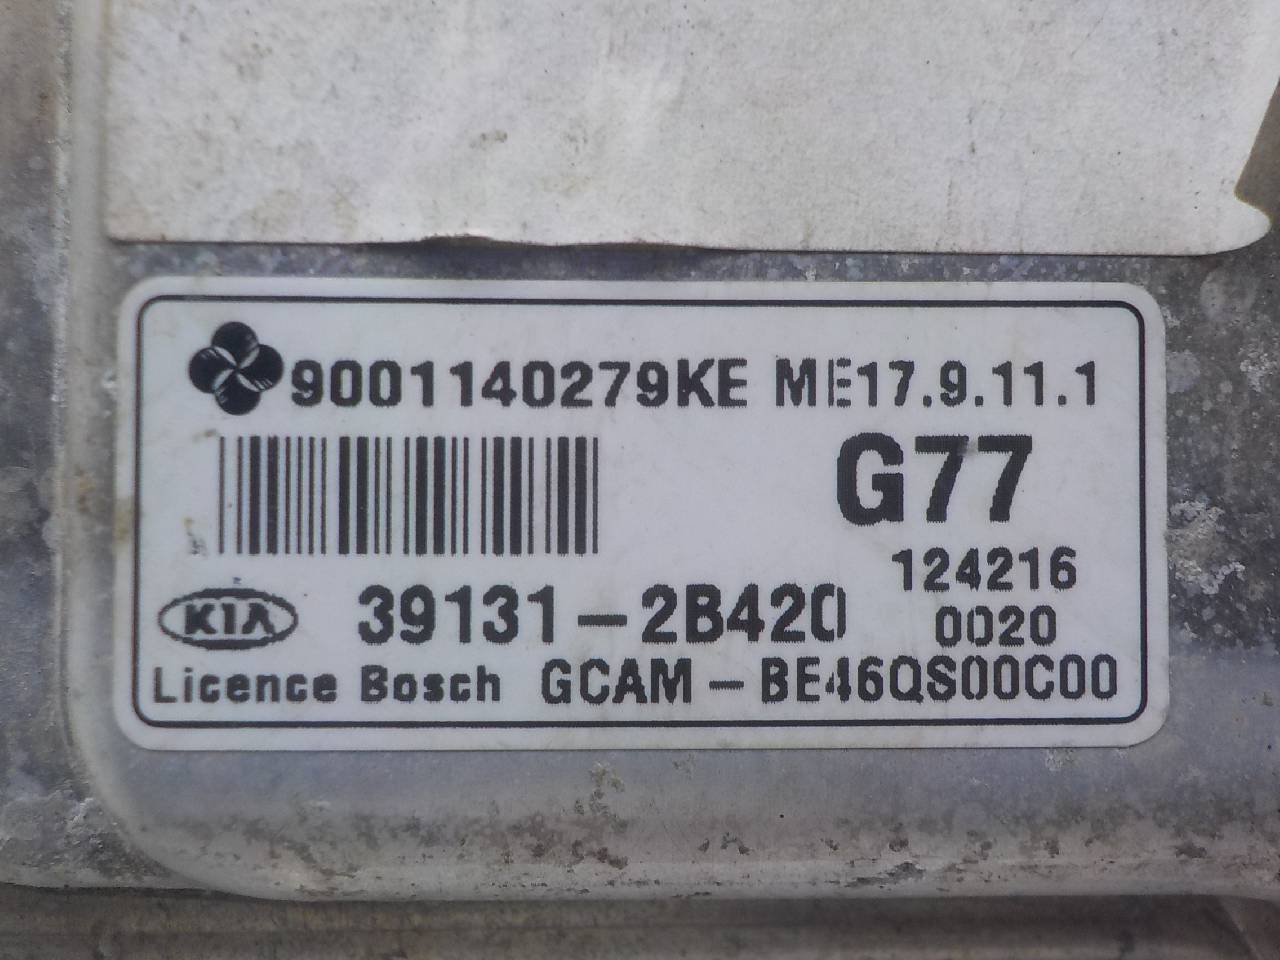 9001140279KE ME17.9.11.1
G77
124216
KIA 39131-2B420
0020
Licence Bosch GCAM-BE46QS00C00